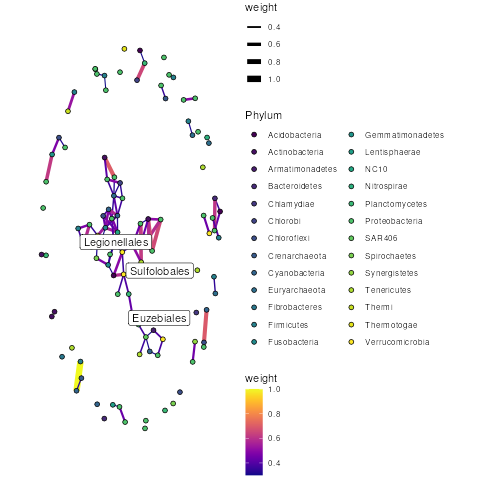 weight
0.4
0.6
0.8
1.0
Phylum
Acidobacteria
Actinobacteria
Armatimonadetes
Bacteroidetes
Chlamydiae
Chlorobi
Chloroflexi
Crenarchaeota
Cyanobacteria
Euryarchaeota
Fibrobacteres
Firmicutes
Fusobacteria
Gemmatimonadetes
Lentisphaerae
NC10
Nitrospirae
Planctomycetes
Proteobacteria
SAR406
Spirochaetes
Synergistetes
Tenericutes
Thermi
Thermotogae
Verrucomicrobia
Legionellales
Sulfolobales
Euzebiales
weight
1.0
0.8
0.6
0.4